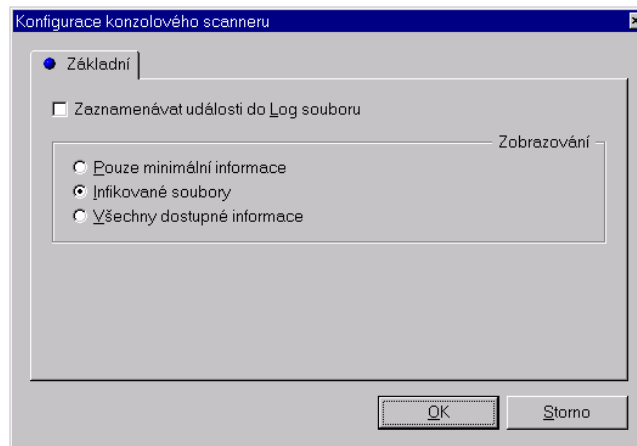 Konfigurace konzolového scanneru
Základní
Zaznamenávat události do Log souboru
Zobrazování
Pouze minimální informace
Infikované soubory
Všechny dostupné informace
OK
Storno